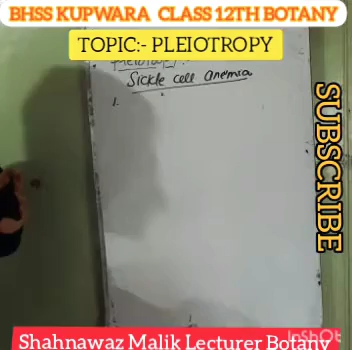 BHSS KUPWARA CLASS 12TH BOTANY
TOPIC:- PLEIOTROPY
Sickle cell anemia
1.
SUBSCRIBE
InShOt
Shahnawaz Malik Lecturer Botany